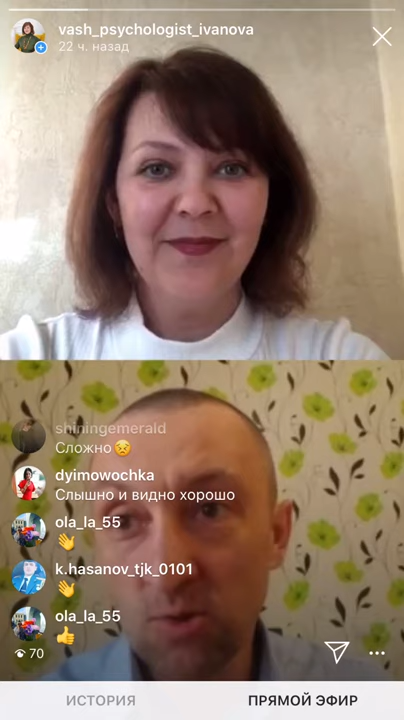 vash_psychologist_ivanova
22 ч. назад
shiningemerald
Сложно
dyimowochka
Слышно и видно хорошо
ola_la_55
k.hasanov_tjk_0101
ola_la_55
70
ИСТОРИЯ ПРЯМОЙ ЭФИР